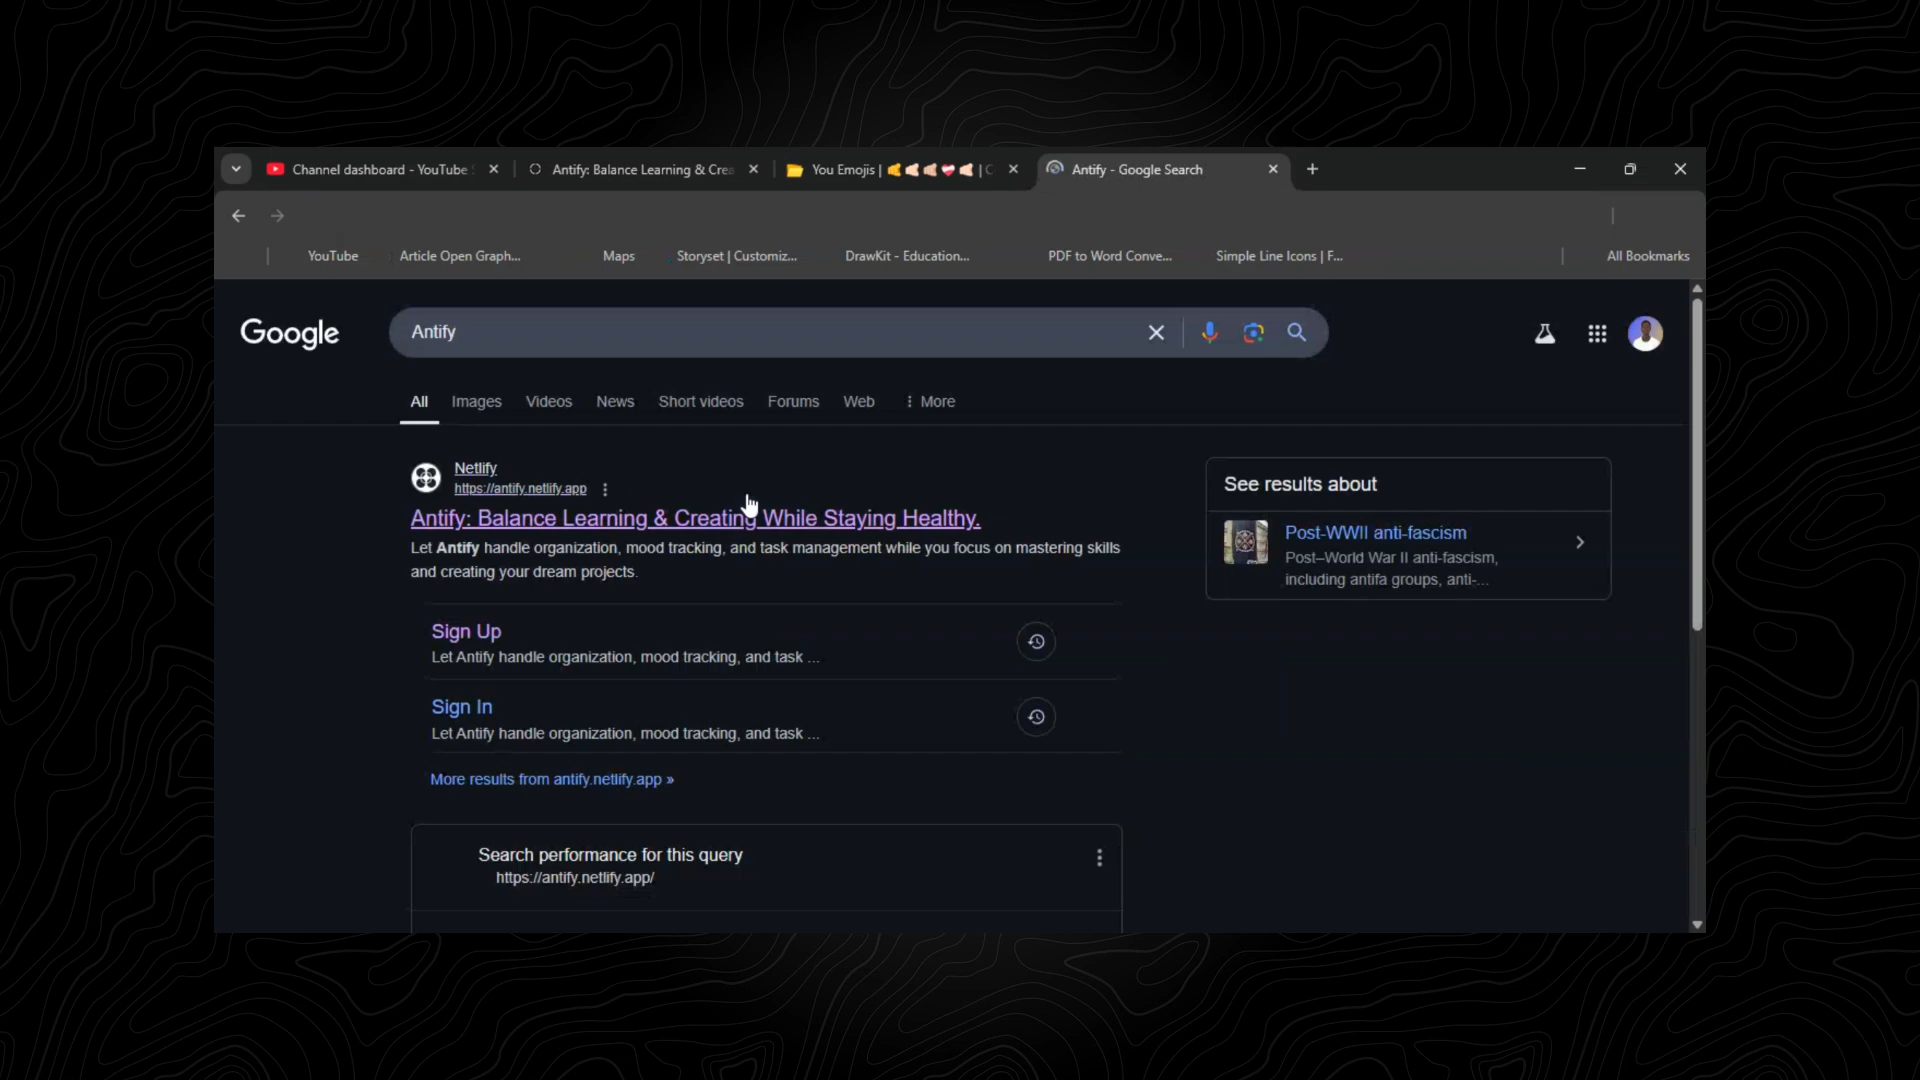 Channel dashboard - YouTube
Antify: Balance Learning & Crea
You Emojis | 🤜🤛🏻🤛🏽❤️‍🩹🤛🏻 | C
Antify - Google Search
YouTube
Article Open Graph...
Maps
Storyset | Customiz...
DrawKit - Education...
PDF to Word Conve...
Simple Line Icons | F...
All Bookmarks
Google
Antify
All
Images
Videos
News
Short videos
Forums
Web
More
Netlify
https://antify.netlify.app
Antify: Balance Learning & Creating While Staying Healthy.
Let Antify handle organization, mood tracking, and task management while you focus on mastering skills
and creating your dream projects.
Sign Up
Let Antify handle organization, mood tracking, and task ...
Sign In
Let Antify handle organization, mood tracking, and task ...
More results from antify.netlify.app »
Search performance for this query
https://antify.netlify.app/
See results about
Post-WWII anti-fascism
Post–World War II anti-fascism,
including antifa groups, anti-...